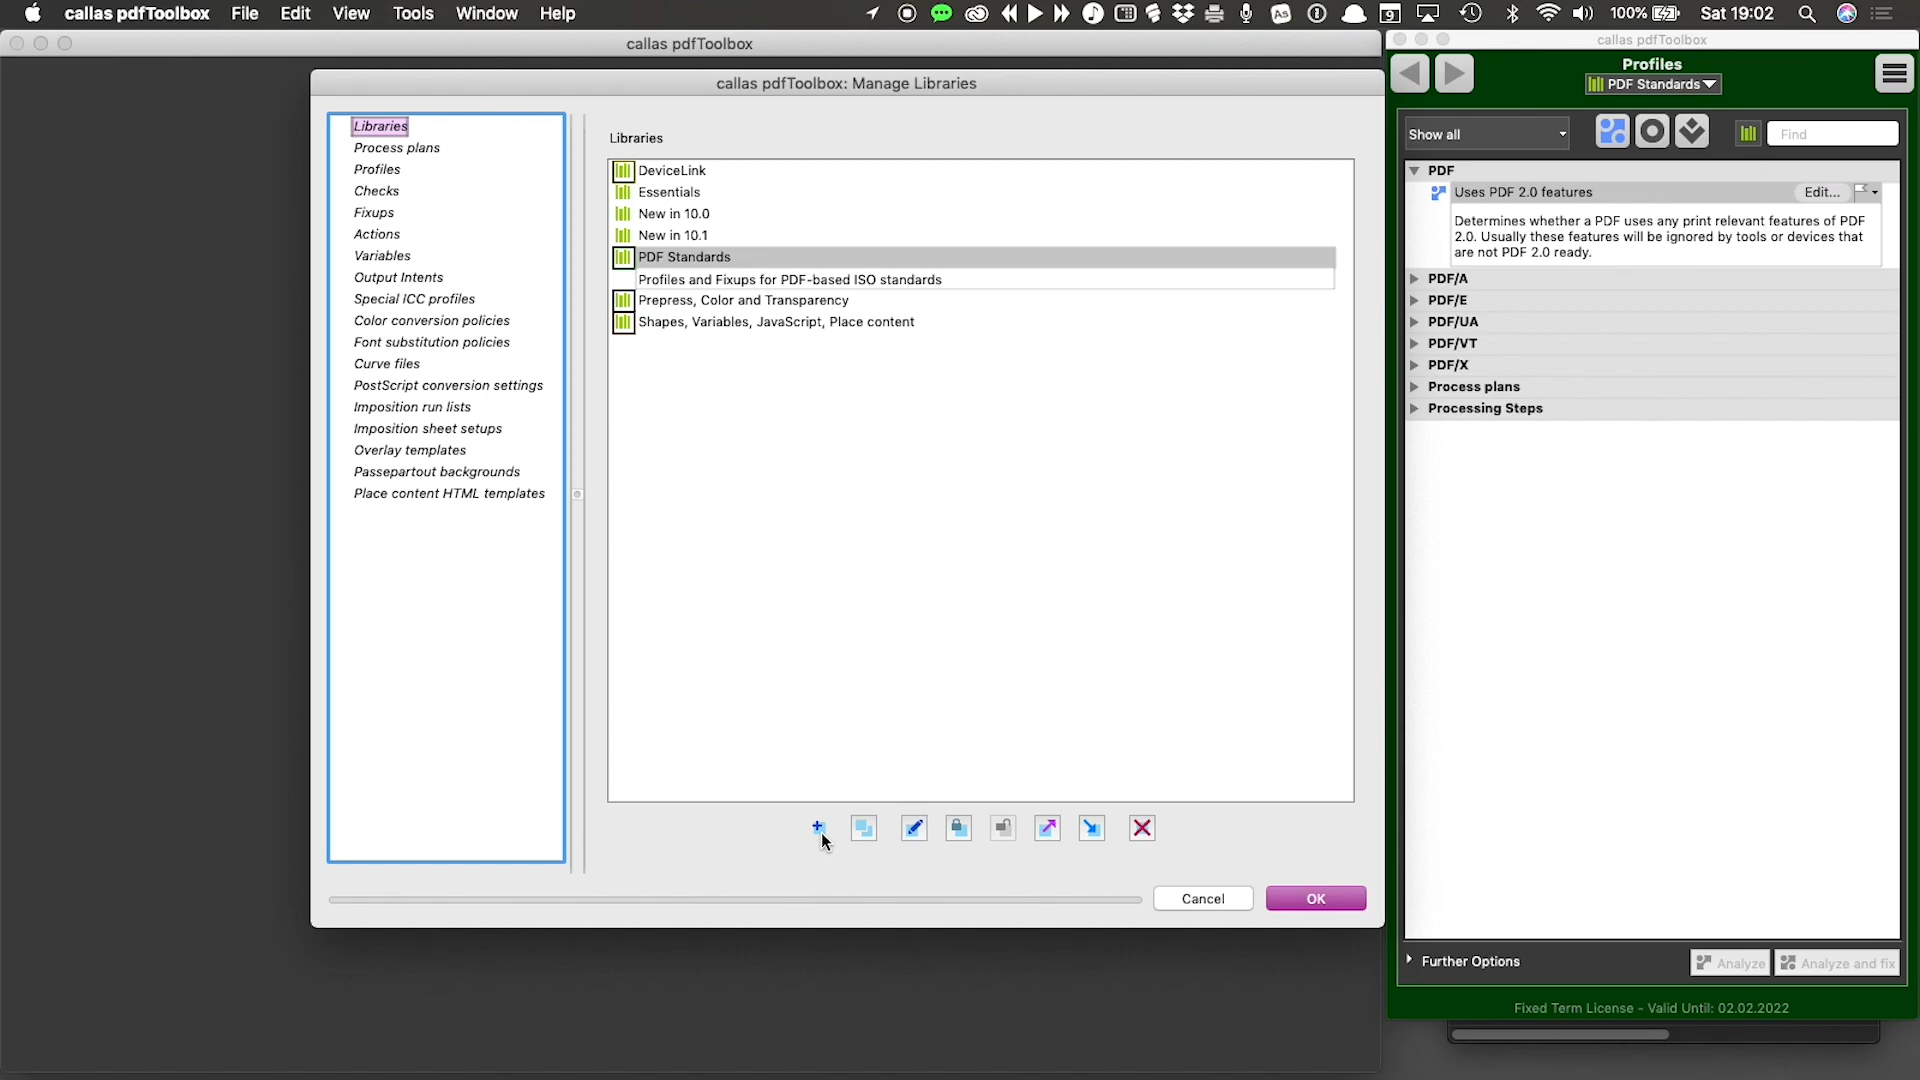 callas pdfToolbox File Edit View Tools Window Help 9 As 100% Sat 19:02
callas pdfToolbox
callas pdfToolbox: Manage Libraries
Libraries
Process plans
Profiles
Checks
Fixups
Actions
Variables
Output Intents
Special ICC profiles
Color conversion policies
Font substitution policies
Curve files
PostScript conversion settings
Imposition run lists
Imposition sheet setups
Overlay templates
Passepartout backgrounds
Place content HTML templates
Libraries
DeviceLink
Essentials
New in 10.0
New in 10.1
PDF Standards
Profiles and Fixups for PDF-based ISO standards
Prepress, Color and Transparency
Shapes, Variables, JavaScript, Place content
Cancel
OK
callas pdfToolbox
Profiles
PDF Standards
Show all
Find
PDF
Uses PDF 2.0 features Edit...
Determines whether a PDF uses any print relevant features of PDF
2.0. Usually these features will be ignored by tools or devices that
are not PDF 2.0 ready.
PDF/A
PDF/E
PDF/UA
PDF/VT
PDF/X
Process plans
Processing Steps
Further Options
Analyze
Analyze and fix
Fixed Term License - Valid Until: 02.02.2022